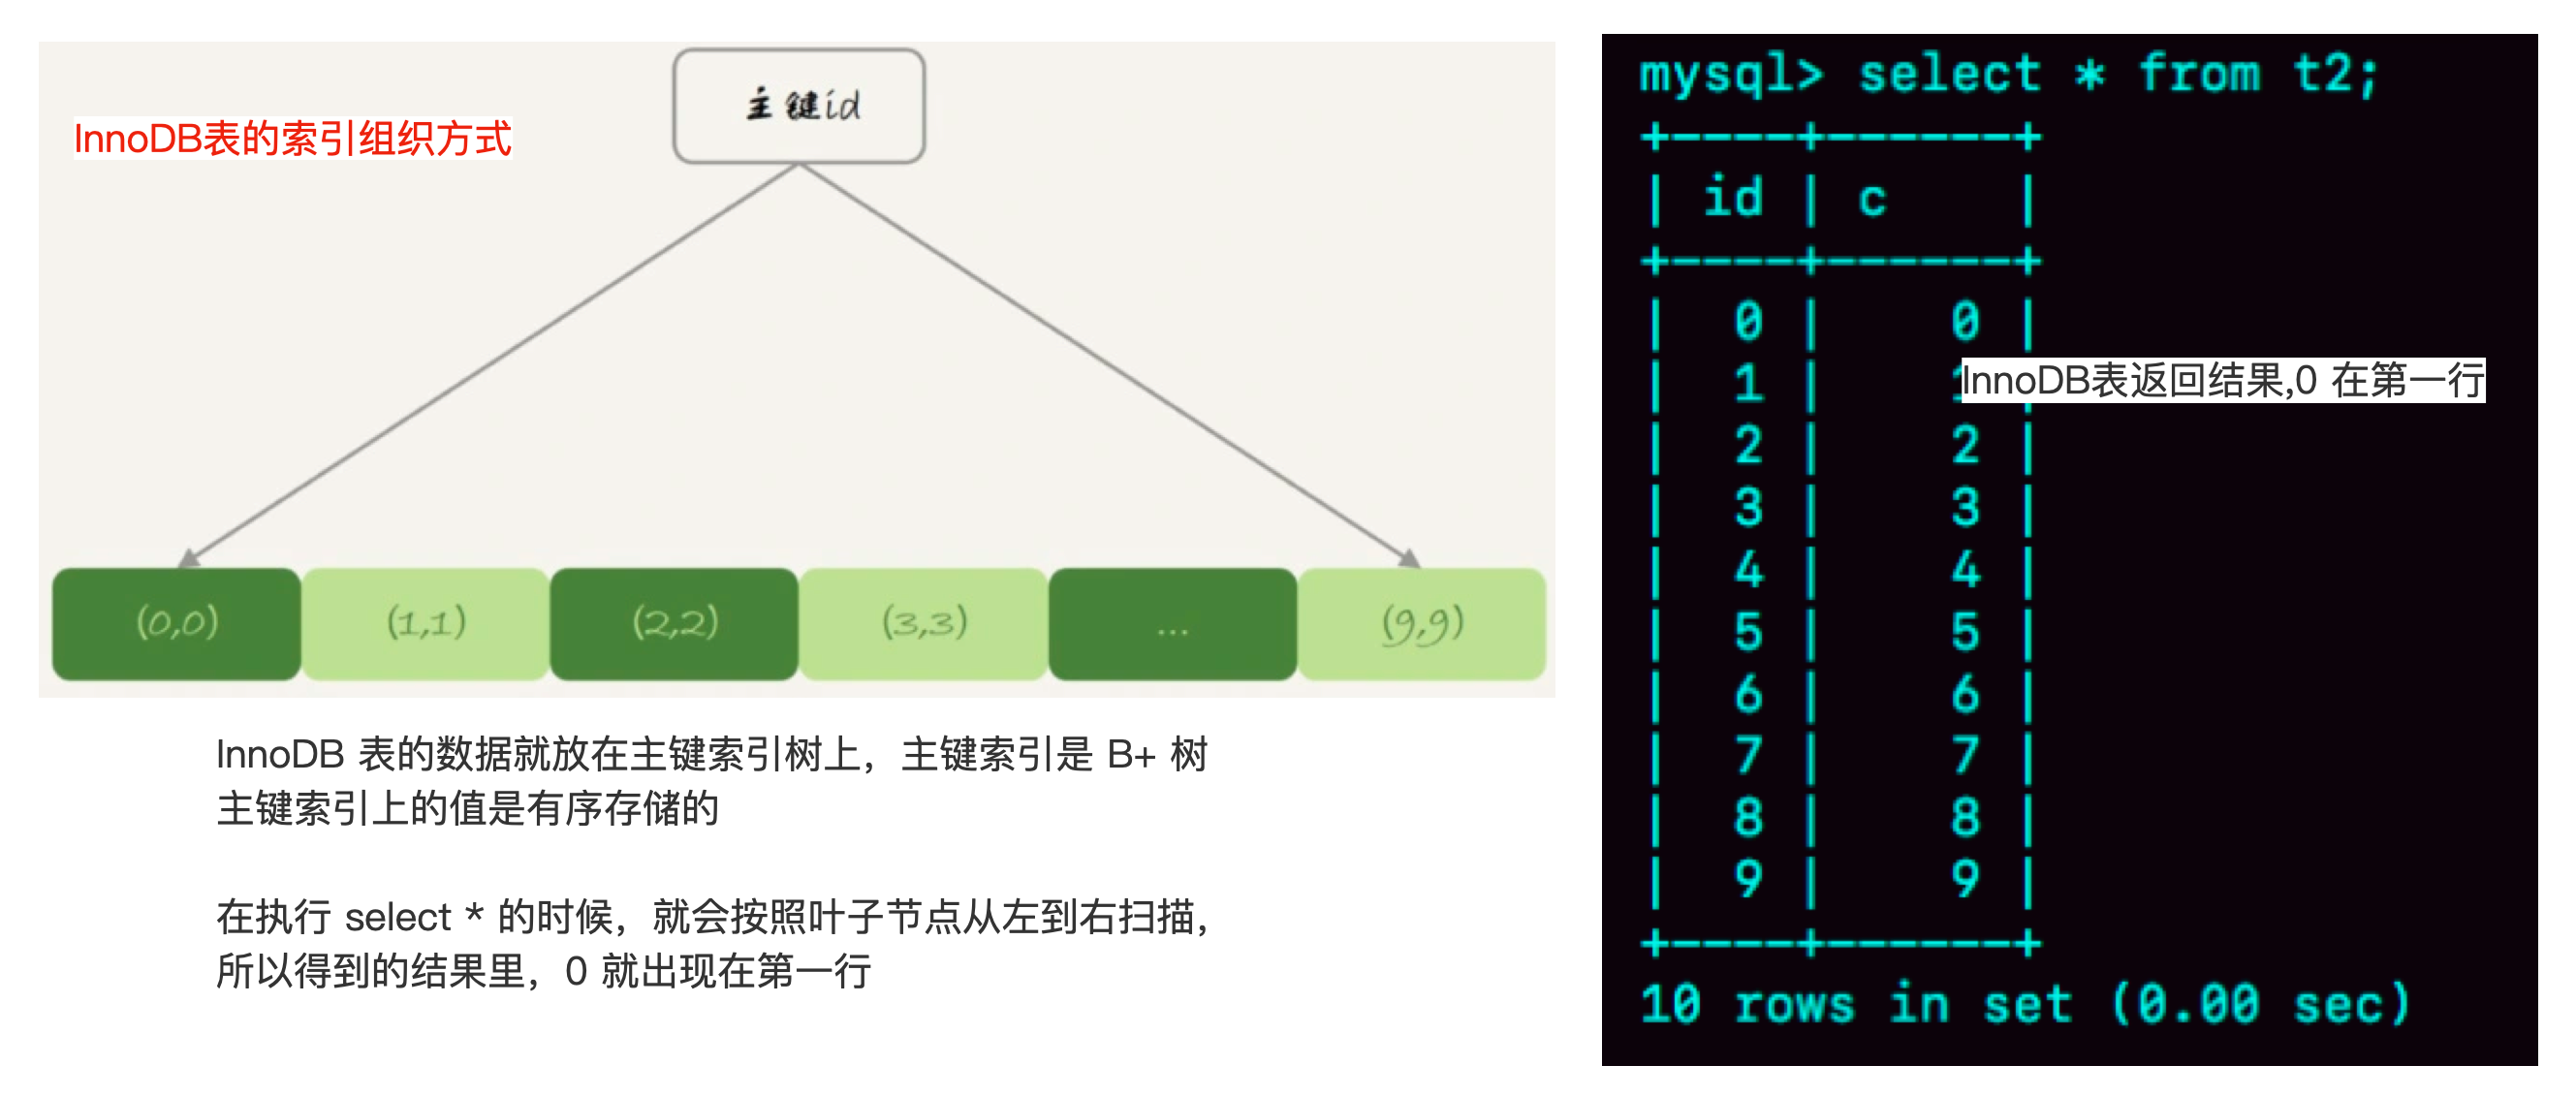 主键id
InnoDB表的索引组织方式
(0,0) (1,1) (2,2) (3,3) ... (9,9)
InnoDB 表的数据就放在主键索引树上，主键索引是 B+ 树
主键索引上的值是有序存储的
在执行 select * 的时候，就会按照叶子节点从左到右扫描，
所以得到的结果里，0 就出现在第一行
mysql> select * from t2;
+----+------+
| id | c    |
+----+------+
|  0 |    0 |
|  1 |
InnoDB表返回结果,0 在第一行
|  2 |    2 |
|  3 |    3 |
|  4 |    4 |
|  5 |    5 |
|  6 |    6 |
|  7 |    7 |
|  8 |    8 |
|  9 |    9 |
+----+------+
10 rows in set (0.00 sec)